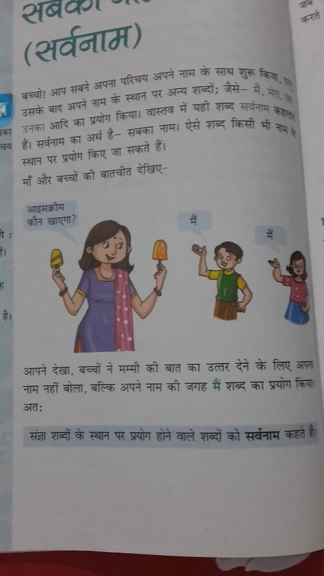 सबका
(सर्वनाम)
बच्चो! आप सबने अपना परिचय अपने नाम के साथ शुरू किया,
उसके बाद अपने नाम के स्थान पर अन्य शब्दों; जैसे– मैं, मेरा,
उनका आदि का प्रयोग किया। वास्तव में यही शब्द सर्वनाम
हैं। सर्वनाम का अर्थ है– सबका नाम। ऐसे शब्द किसी भी नाम के
स्थान पर प्रयोग किए जा सकते हैं।
माँ और बच्चों की बातचीत देखिए–
आइसक्रीम
कौन खाएगा?
मैं
मैं
आपने देखा, बच्चों ने मम्मी की बात का उत्तर देने के लिए अपना
नाम नहीं बोला, बल्कि अपने नाम की जगह मैं शब्द का प्रयोग किया।
अतः
संज्ञा शब्दों के स्थान पर प्रयोग होने वाले शब्दों को सर्वनाम कहते हैं।
करते
है।